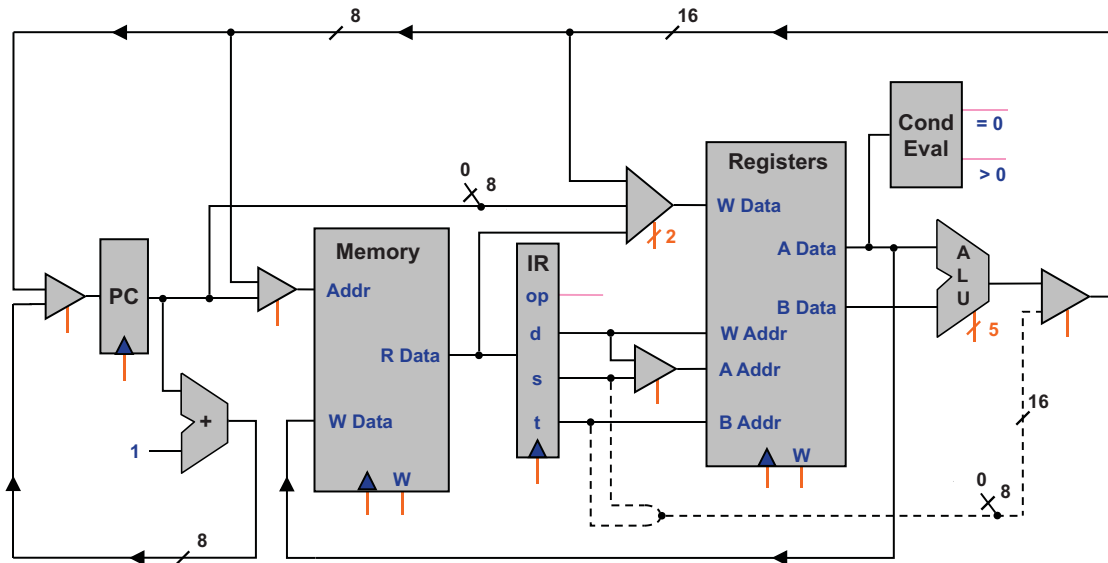 8
16
Cond
Eval
= 0
> 0
Registers
W Data
A Data
B Data
W Addr
A Addr
B Addr
W
0
8
2
Memory
Addr
R Data
W Data
W
IR
op
d
s
t
PC
+
1
A
L
U
5
16
0
8
8